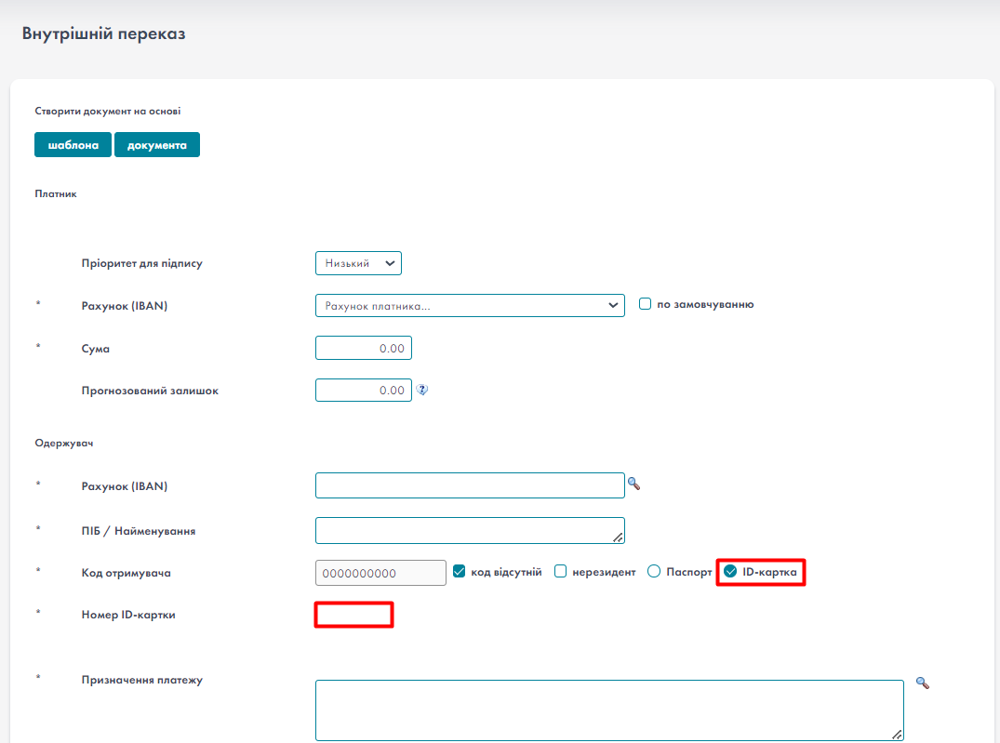 Внутрішній переказ
Створити документ на основі
шаблона документа
Платник
Пріоритет для підпису Низький
* Рахунок (IBAN) Рахунок платника... по замовчуванню
* Сума 0.00
Прогнозований залишок 0.00 ?
Одержувач
* Рахунок (IBAN)
* ПІБ / Найменування
* Код отримувача 0000000000 код відсутній нерезидент Паспорт ID-картка
* Номер ID-картки
* Призначення платежу